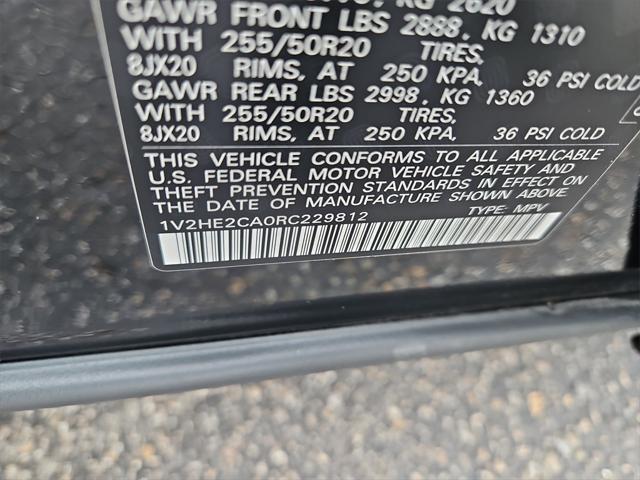 KG 2620
GAWR FRONT LBS 2888, KG 1310
WITH 255/50R20 TIRES,
8JX20 RIMS, AT 250 KPA, 36 PSI COLD
GAWR REAR LBS 2998, KG 1360
WITH 255/50R20 TIRES,
8JX20 RIMS, AT 250 KPA, 36 PSI COLD
THIS VEHICLE CONFORMS TO ALL APPLICABLE
U.S. FEDERAL MOTOR VEHICLE SAFETY AND
THEFT PREVENTION STANDARDS IN EFFECT ON
THE DATE OF MANUFACTURE SHOWN ABOVE.
1V2HE2CA0RC229812 TYPE: MPV